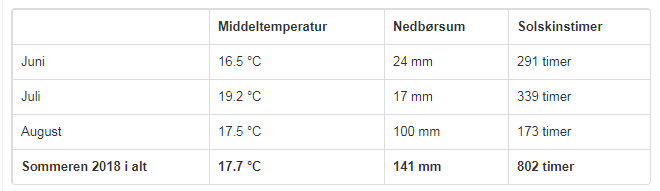 Middeltemperatur Nedbørsum Solskinstimer
Juni 16.5 °C 24 mm 291 timer
Juli 19.2 °C 17 mm 339 timer
August 17.5 °C 100 mm 173 timer
Sommeren 2018 i alt 17.7 °C 141 mm 802 timer